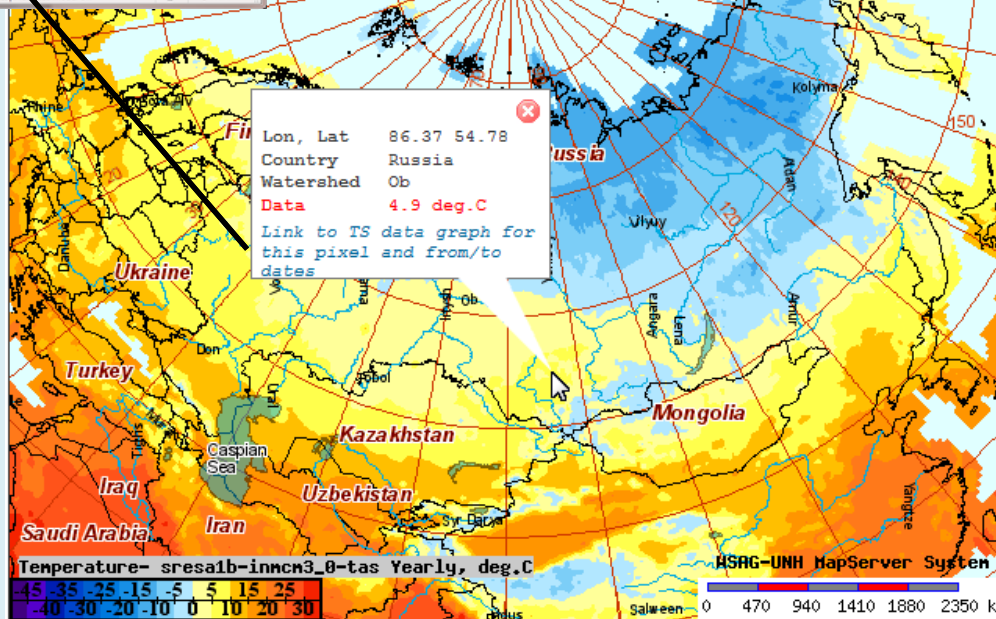 Kolyma
Rhine
150
Russia
Aldan
140
20
120
Vilyuy
Danube
Ukraine
Lon, Lat 86.37 54.78
Country Russia
Watershed Ob
Data 4.9 deg.C
Link to TS data graph for
this pixel and from/to
dates
Irtysh
Ob
Angara
Lena
Amur
Don
Turkey
Tobol
Ural
Mongolia
Kazakhstan
Caspian
Sea
Tigris
Iraq
Uzbekistan
Yangtze
Saudi Arabia
Iran
Syr Darya
Temperature- sresa1b-inmcm3_0-tas Yearly, deg.C
WSAG-UNH MapServer System
-45 -35 -25 -15 -5 5 15 25
-40 -30 -20 -10 0 10 20 30
Salween
0 470 940 1410 1880 2350 k